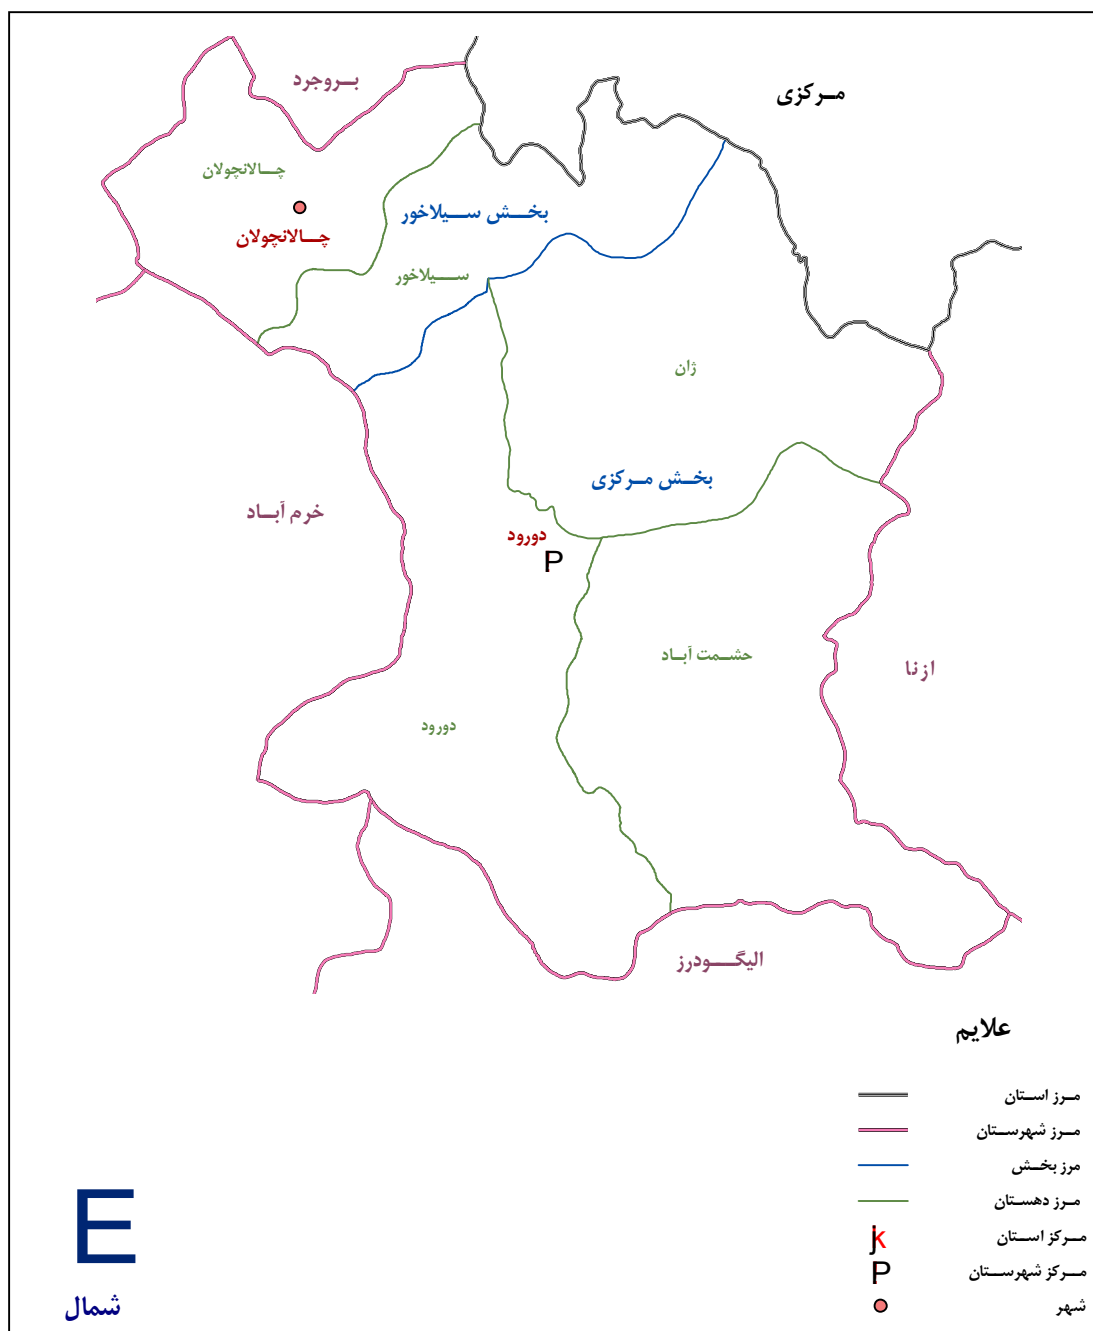 بروجرد
مرکزی
چالانچولان
بخش سیلاخور
چالانچولان
سیلاخور
ژان
بخش مرکزی
خرم آباد
دورود
P
حشمت آباد
ازنا
دورود
الیگودرز
علایم
مرز استان
مرز شهرستان
مرز بخش
مرز دهستان
مرکز استان
jk
مرکز شهرستان
P
شهر
E
شمال